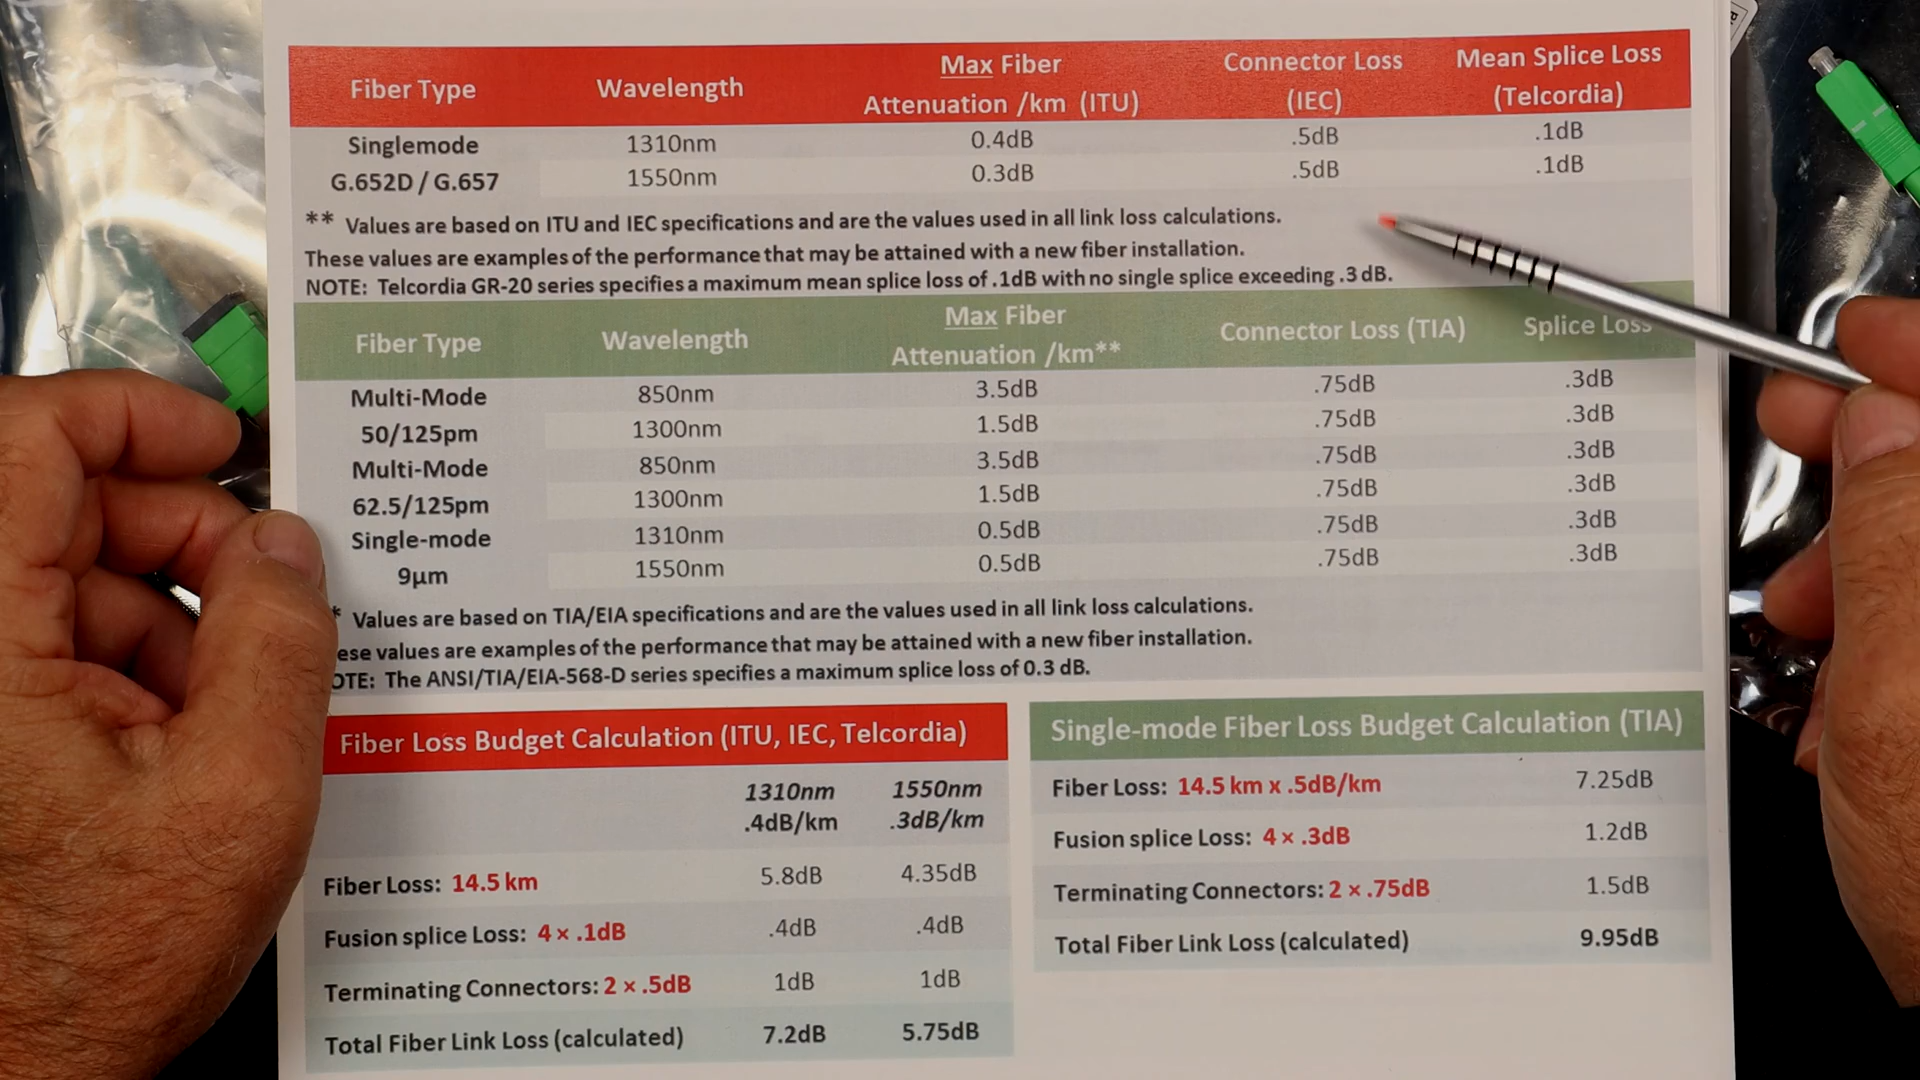 Fiber Type Wavelength Max Fiber Attenuation /km (ITU) Connector Loss (IEC) Mean Splice Loss (Telcordia)
Singlemode 1310nm 0.4dB .5dB .1dB
G.652D / G.657 1550nm 0.3dB .5dB .1dB
** Values are based on ITU and IEC specifications and are the values used in all link loss calculations.
These values are examples of the performance that may be attained with a new fiber installation.
NOTE: Telcordia GR-20 series specifies a maximum mean splice loss of .1dB with no single splice exceeding .3 dB.
Fiber Type Wavelength Max Fiber Attenuation /km** Connector Loss (TIA) Splice Loss
Multi-Mode 850nm 3.5dB .75dB .3dB
50/125pm 1300nm 1.5dB .75dB .3dB
Multi-Mode 850nm 3.5dB .75dB .3dB
62.5/125pm 1300nm 1.5dB .75dB .3dB
Single-mode 1310nm 0.5dB .75dB .3dB
9µm 1550nm 0.5dB .75dB .3dB
* Values are based on TIA/EIA specifications and are the values used in all link loss calculations.
ese values are examples of the performance that may be attained with a new fiber installation.
OTE: The ANSI/TIA/EIA-568-D series specifies a maximum splice loss of 0.3 dB.
Fiber Loss Budget Calculation (ITU, IEC, Telcordia)
1310nm 1550nm
.4dB/km .3dB/km
Fiber Loss: 14.5 km 5.8dB 4.35dB
Fusion splice Loss: 4 × .1dB .4dB .4dB
Terminating Connectors: 2 × .5dB 1dB 1dB
Total Fiber Link Loss (calculated) 7.2dB 5.75dB
Single-mode Fiber Loss Budget Calculation (TIA)
Fiber Loss: 14.5 km x .5dB/km 7.25dB
Fusion splice Loss: 4 × .3dB 1.2dB
Terminating Connectors: 2 × .75dB 1.5dB
Total Fiber Link Loss (calculated) 9.95dB